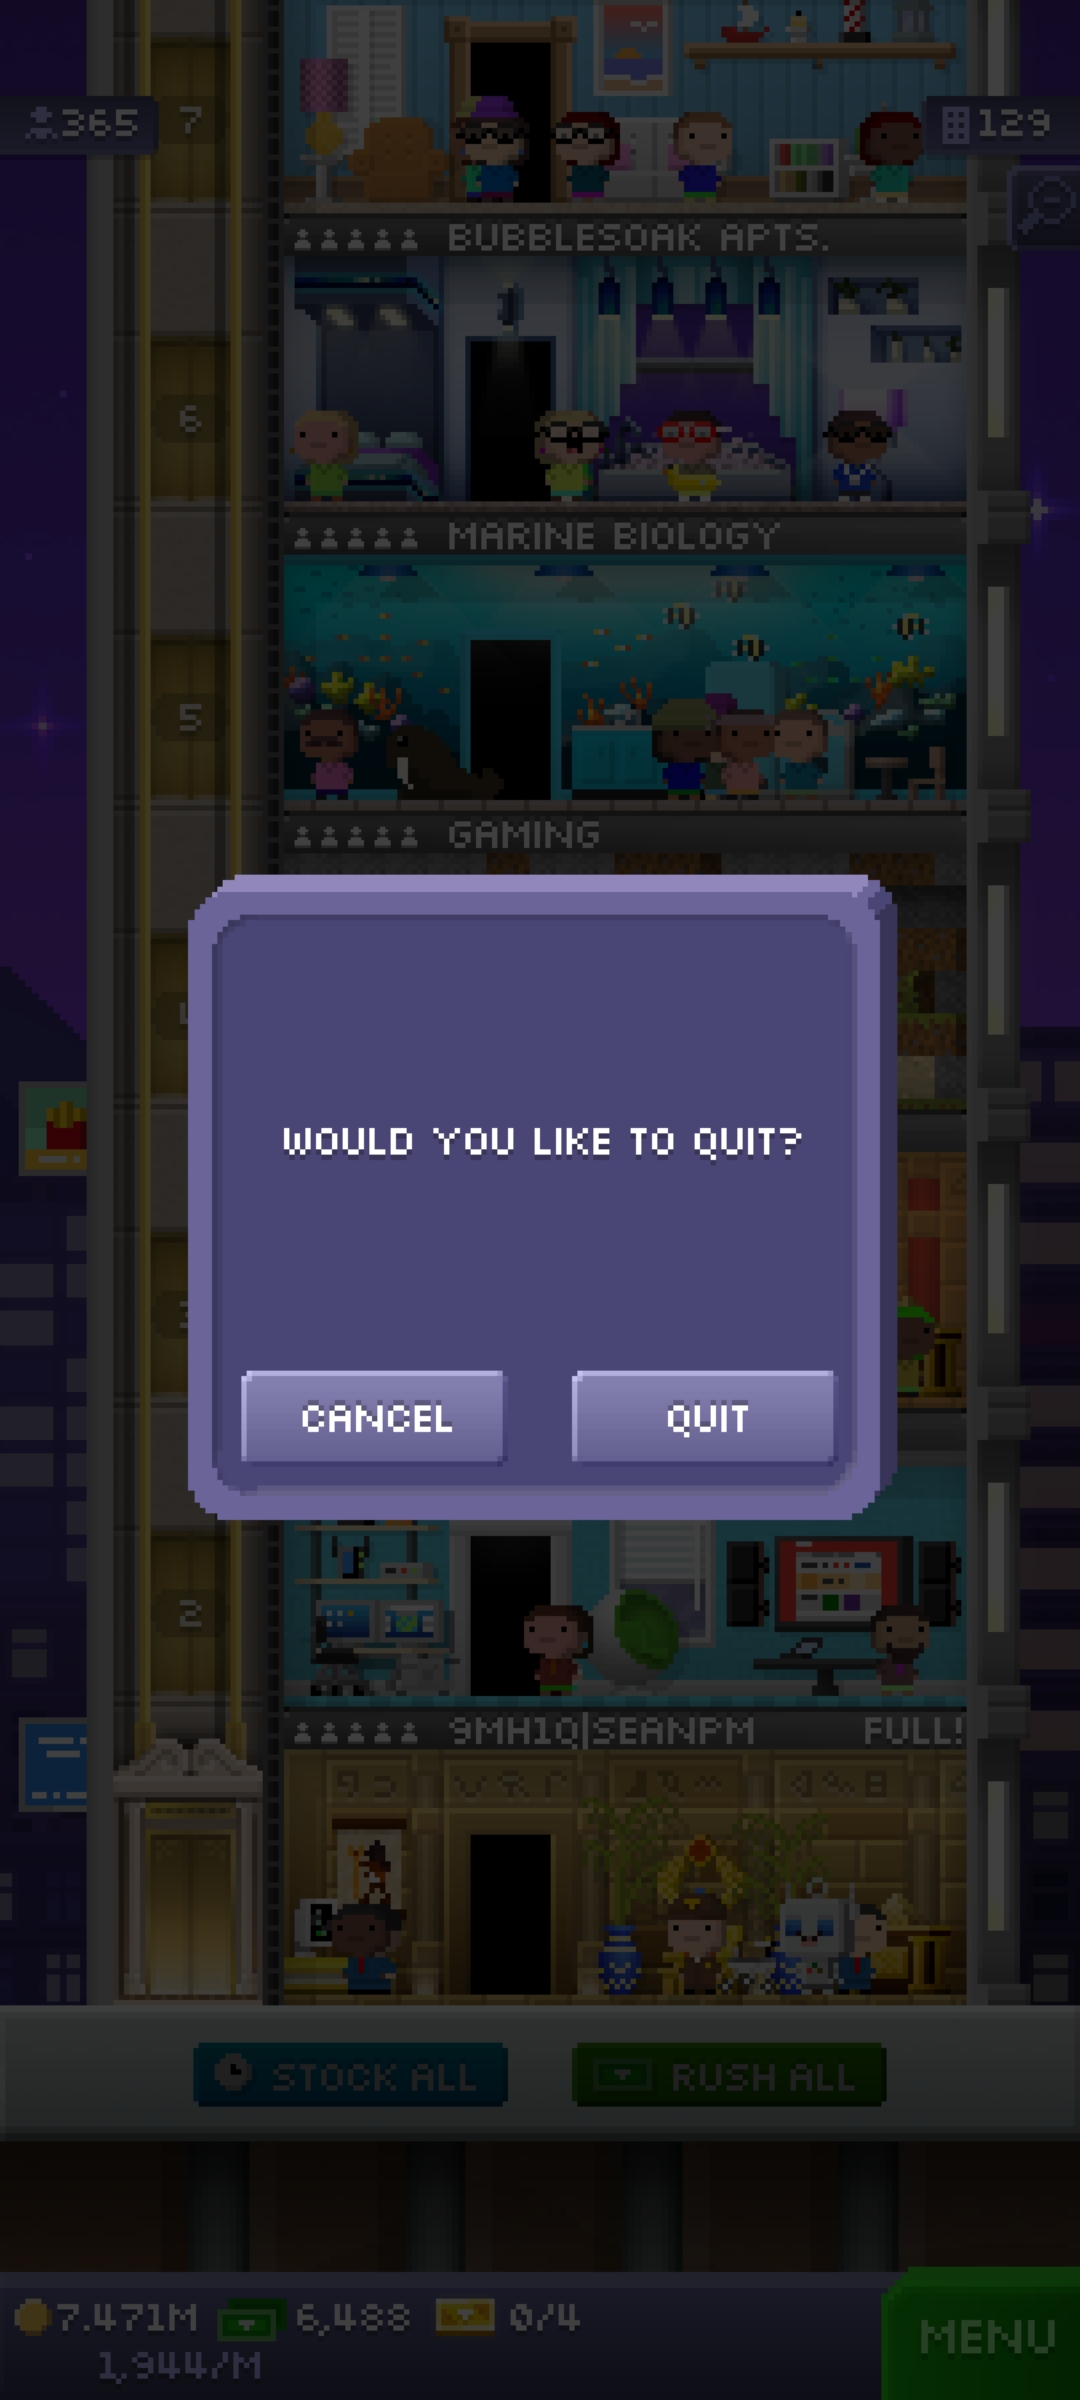 365
7
129
BUBBLESOAK APTS.
6
MARINE BIOLOGY
5
GAMING
WOULD YOU LIKE TO QUIT?
CANCEL
QUIT
2
9MH1Q|SEANPM
FULL!
STOCK ALL
RUSH ALL
7.471M
6,488
0/4
1,944/M
MENU